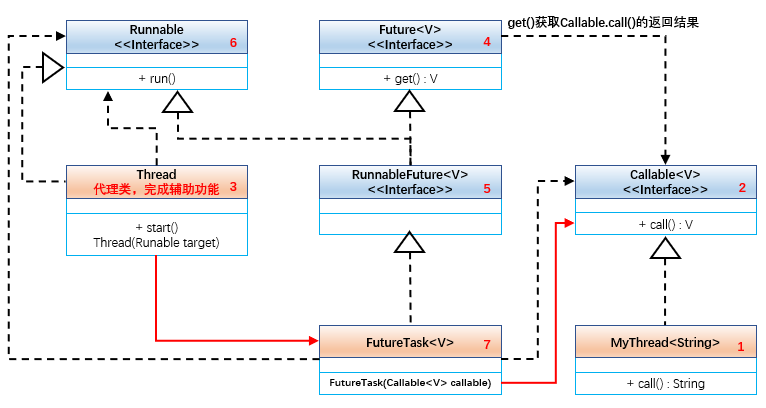 get()获取Callable.call()的返回结果
Runnable
<<Interface>> 6
+ run()
Future<V>
<<Interface>> 4
+ get() : V
Thread
代理类，完成辅助功能 3
+ start()
Thread(Runable target)
RunnableFuture<V>
<<Interface>> 5
Callable<V>
<<Interface>> 2
+ call() : V
FutureTask<V> 7
FutureTask(Callable<V> callable)
MyThread<String> 1
+ call() : String